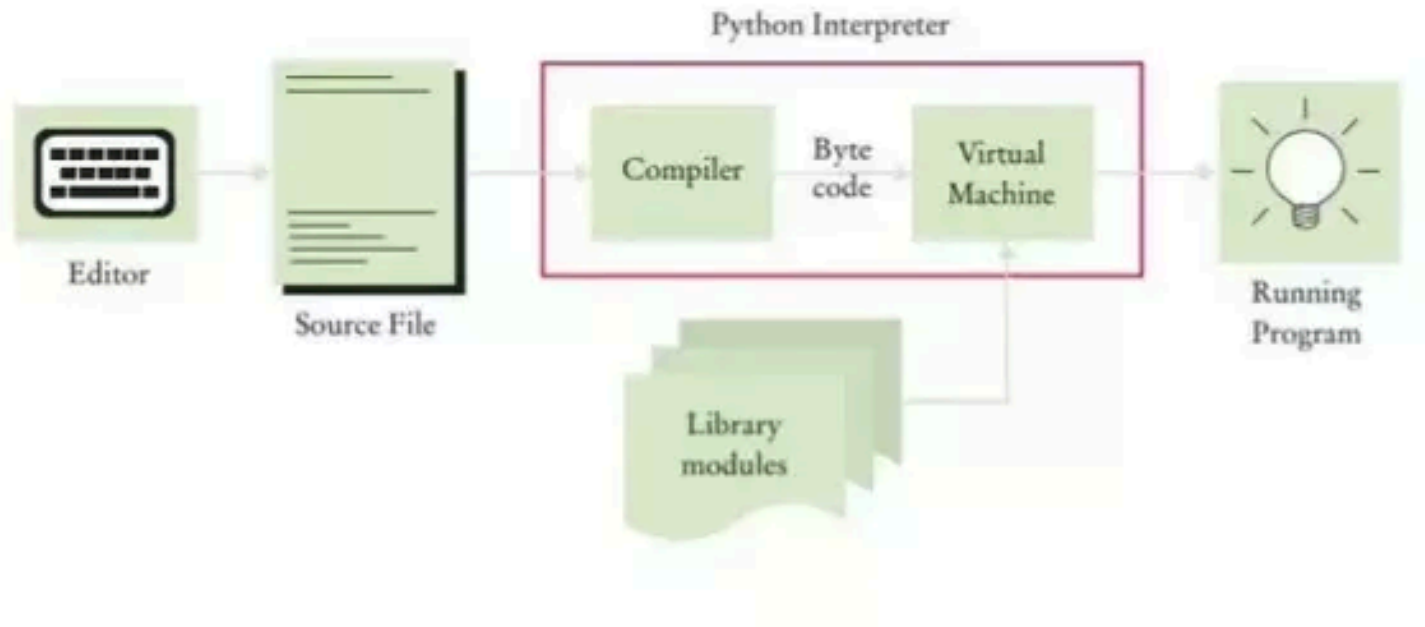 Python Interpreter
Editor
Source File
Compiler
Byte
code
Virtual
Machine
Running
Program
Library
modules